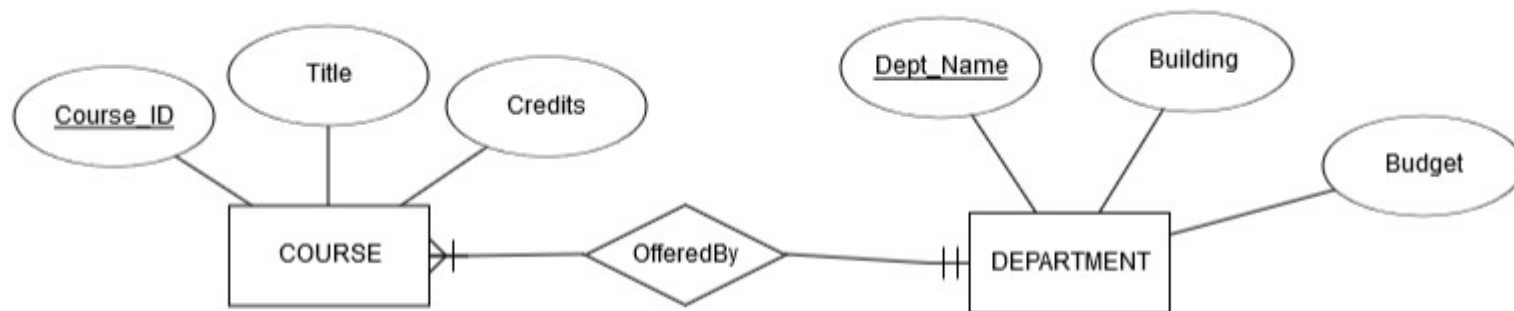 Course_ID
Title
Credits
Dept_Name
Building
Budget
COURSE
OfferedBy
DEPARTMENT